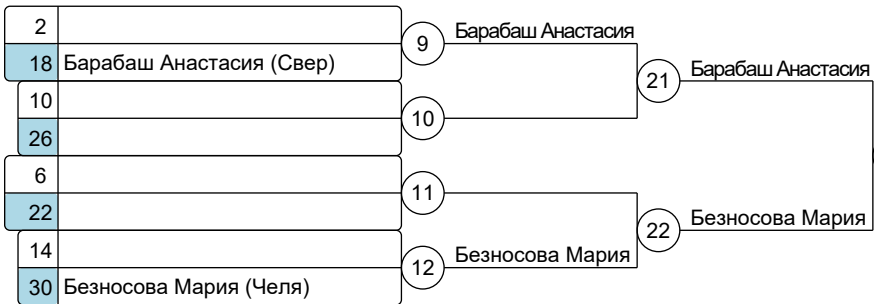 2
18 Барабаш Анастасия (Свер)
9 Барабаш Анастасия
10
26
10
21 Барабаш Анастасия
6
22
11
14
30 Безносова Мария (Челя)
12 Безносова Мария
22 Безносова Мария